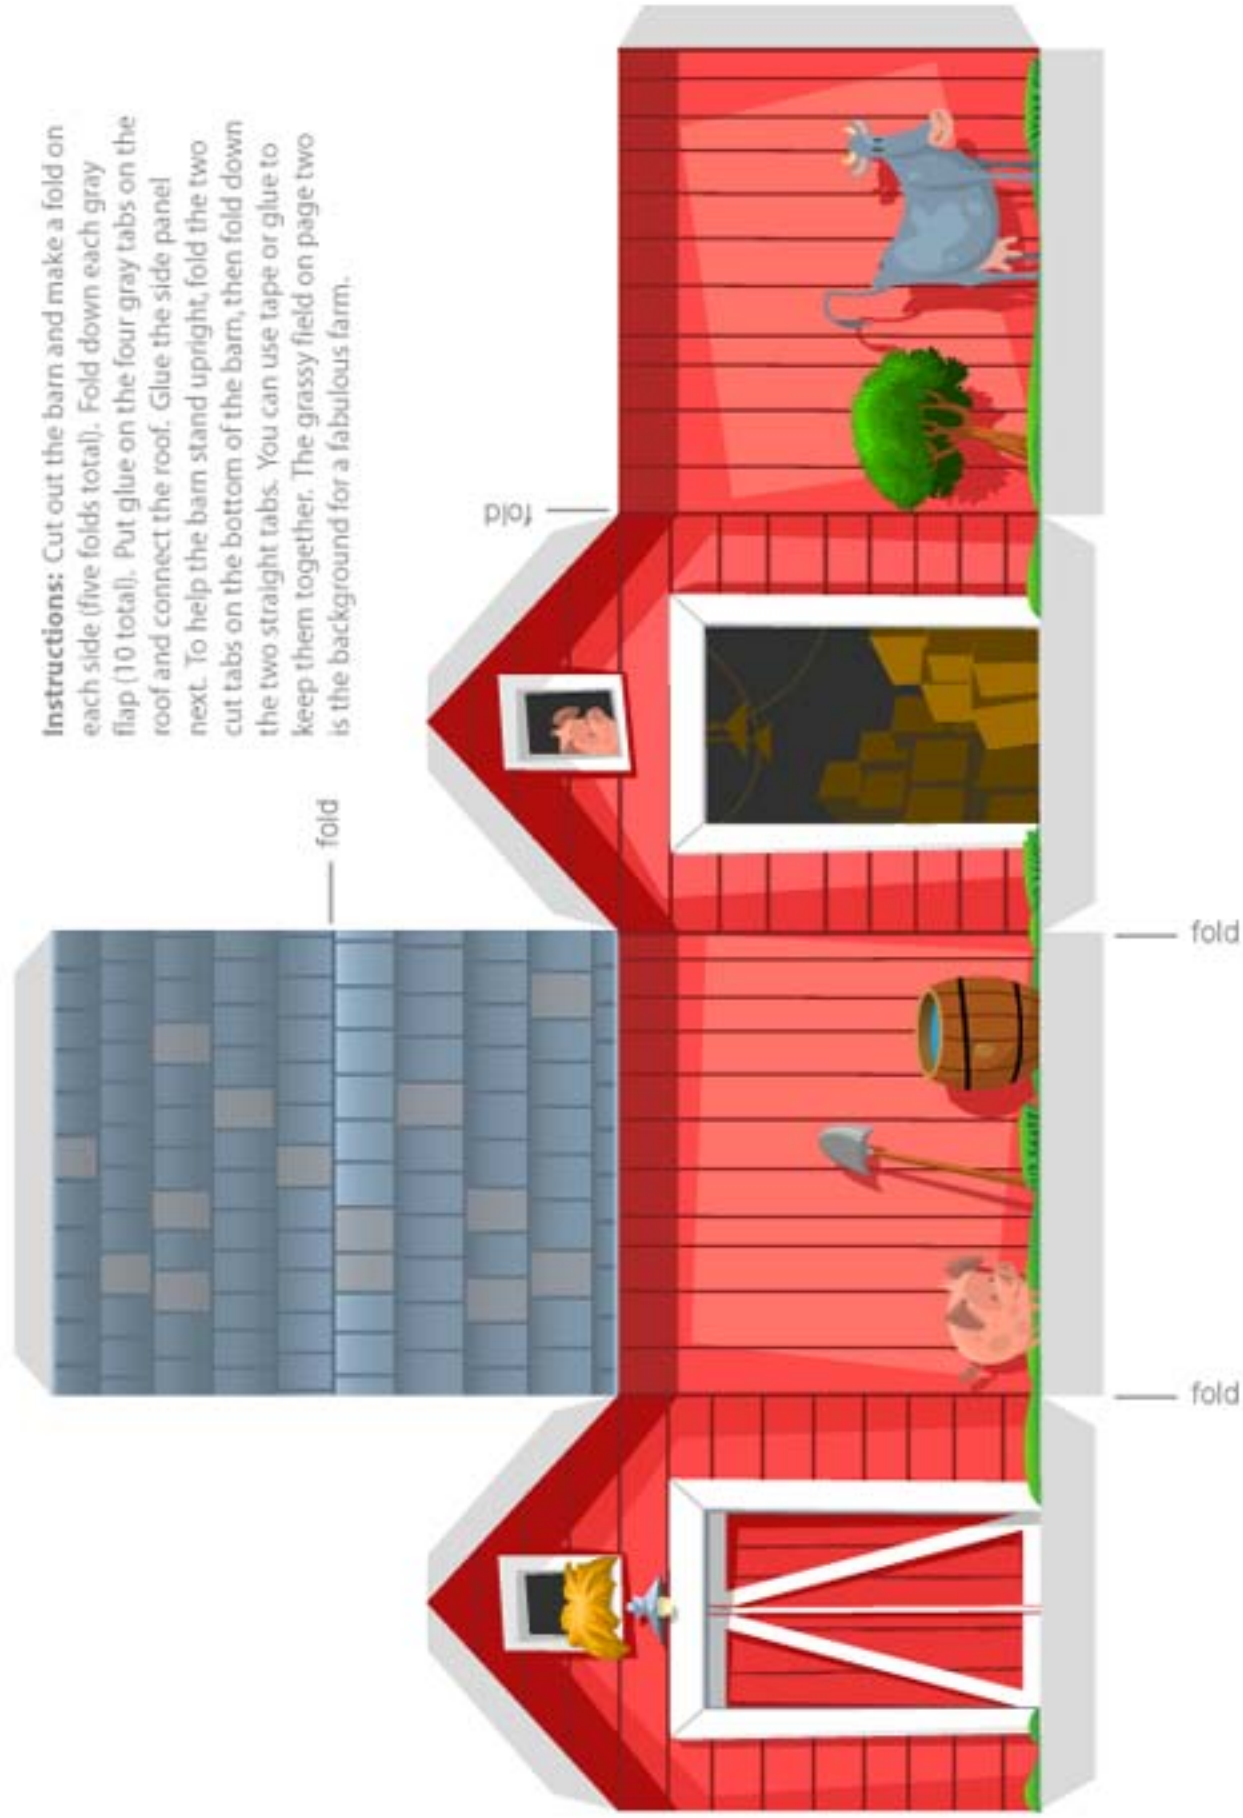 Instructions: Cut out the barn and make a fold on
each side (five folds total). Fold down each gray
flap (10 total). Put glue on the four gray tabs on the
roof and connect the roof. Glue the side panel
next. To help the barn stand upright, fold the two
cut tabs on the bottom of the barn, then fold down
the two straight tabs. You can use tape or glue to
keep them together. The grassy field on page two
is the background for a fabulous farm.
fold
fold
fold
fold